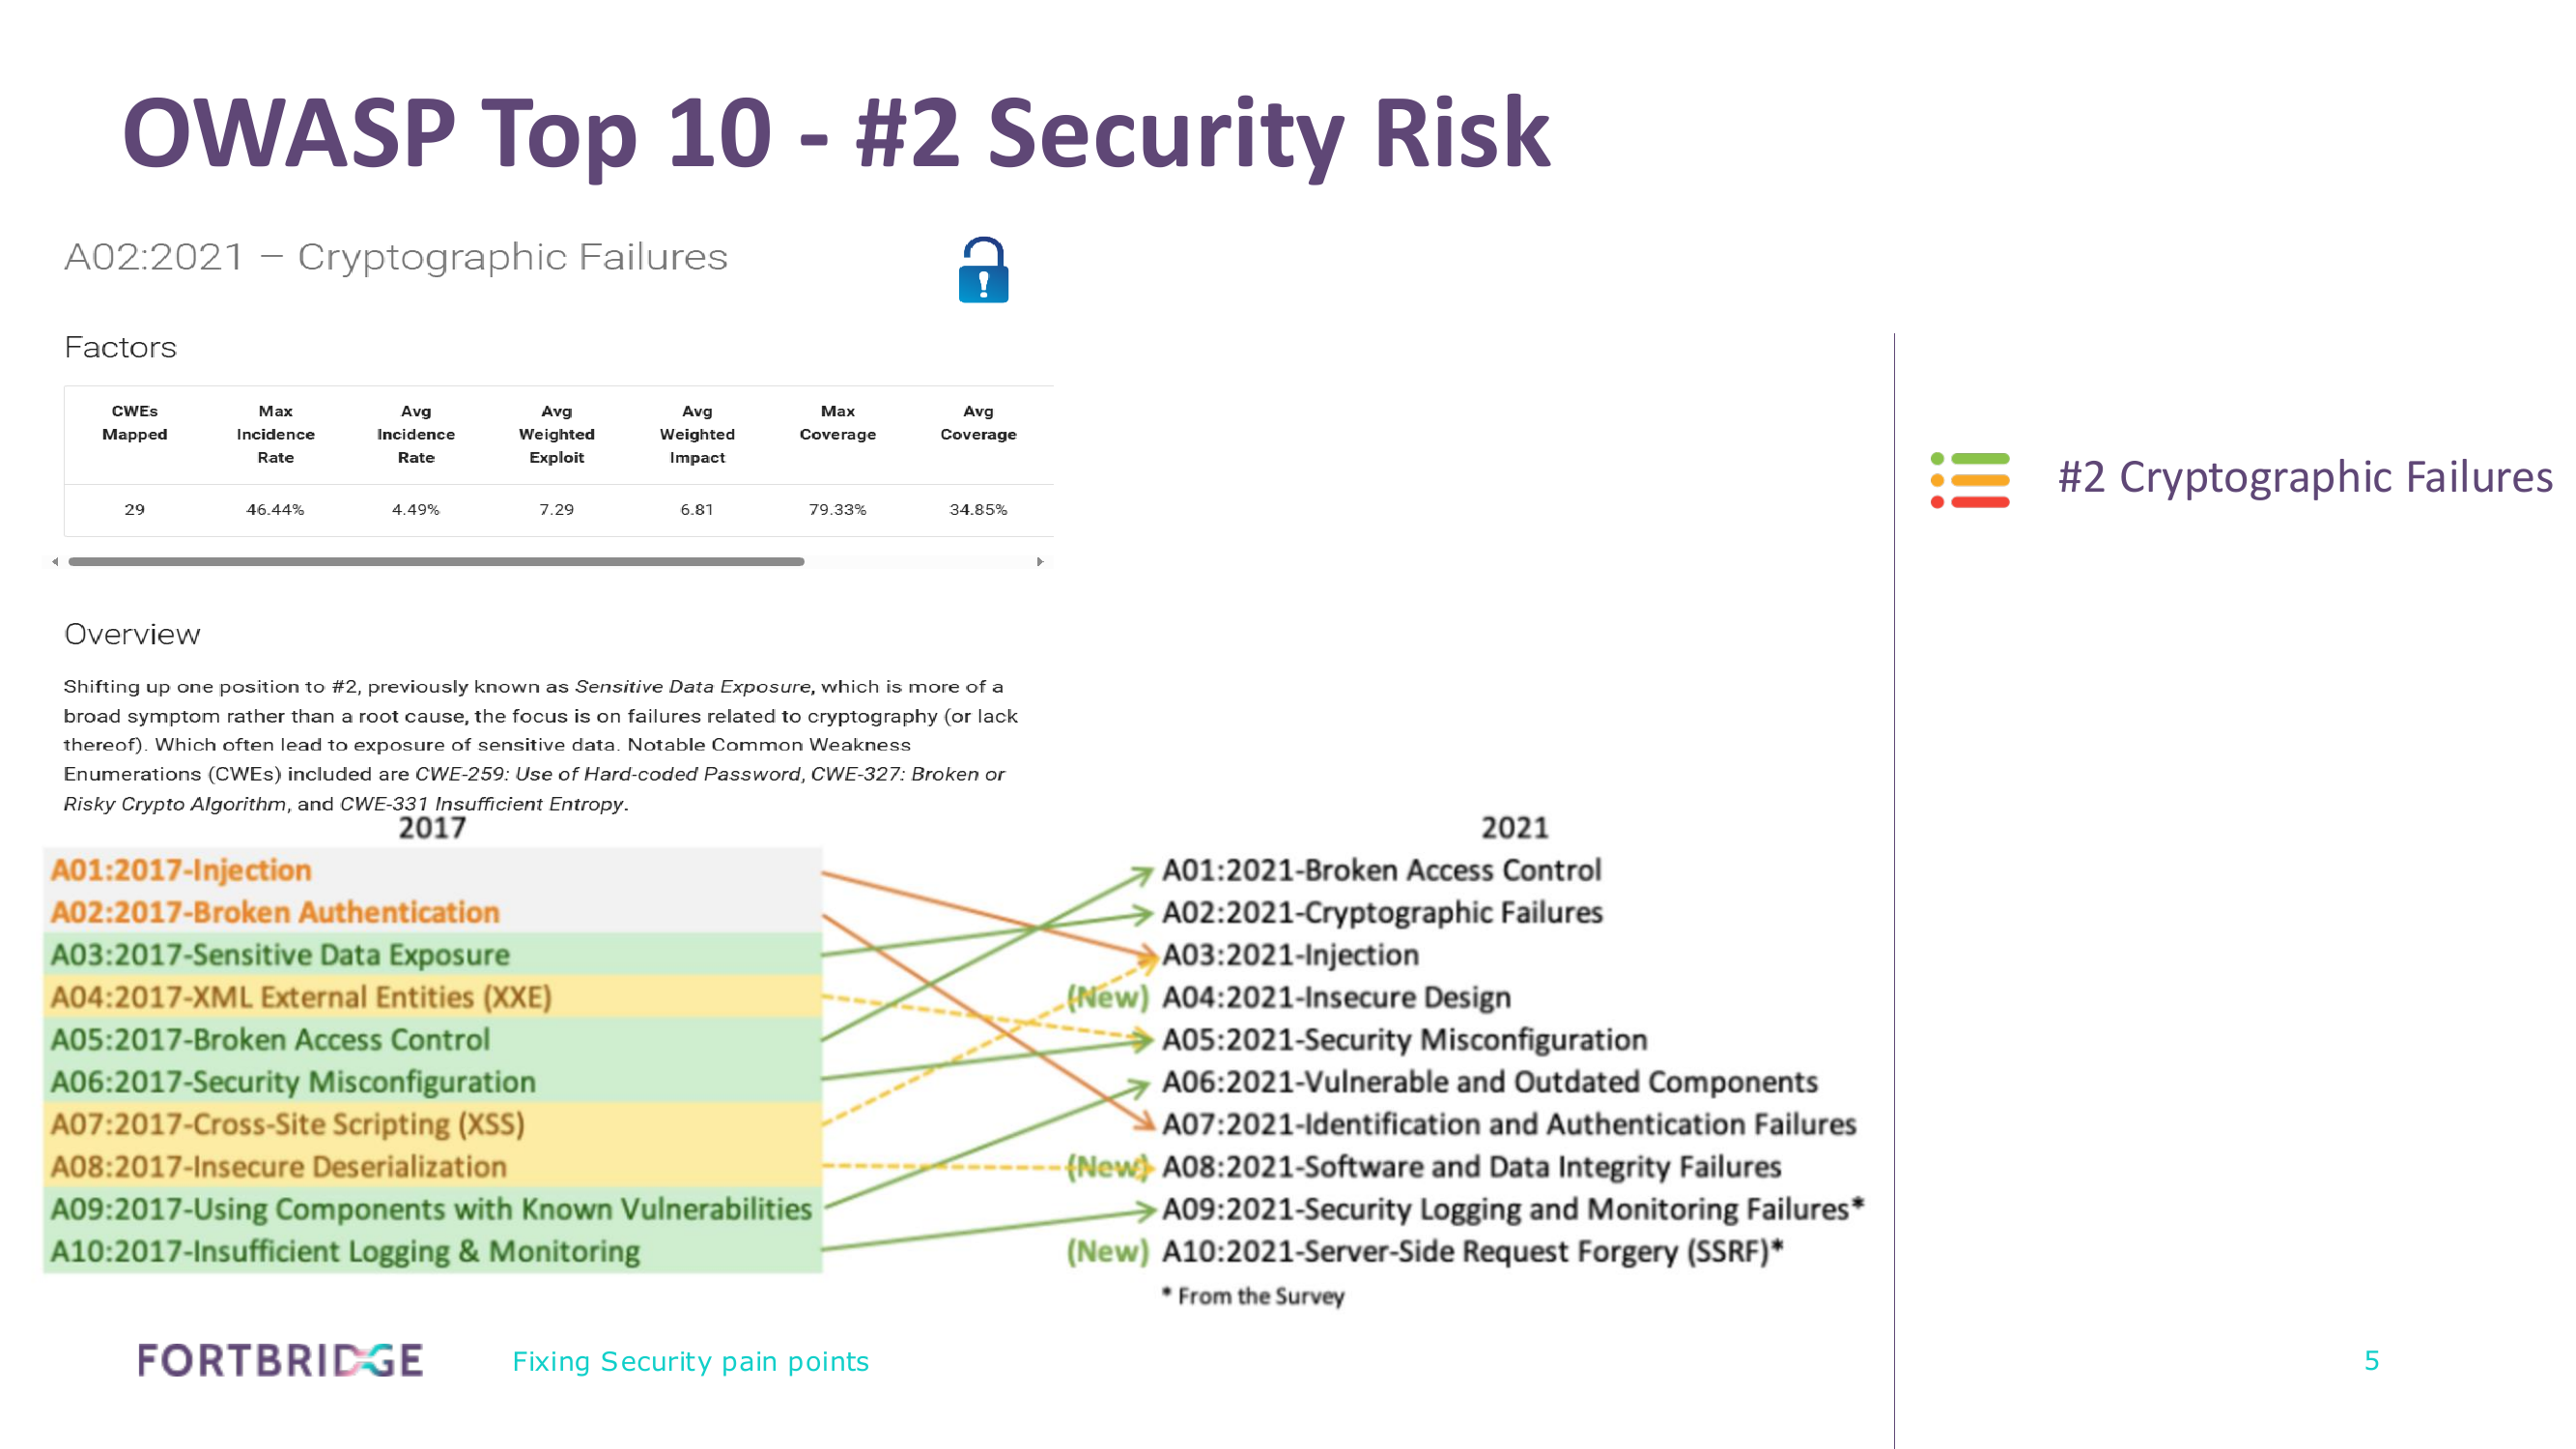 OWASP Top 10 - #2 Security Risk
A02:2021 – Cryptographic Failures
Factors
CWEs Mapped	Max Incidence Rate	Avg Incidence Rate	Avg Weighted Exploit	Avg Weighted Impact	Max Coverage	Avg Coverage
29	46.44%	4.49%	7.29	6.81	79.33%	34.85%
Overview
Shifting up one position to #2, previously known as Sensitive Data Exposure, which is more of a
broad symptom rather than a root cause, the focus is on failures related to cryptography (or lack
thereof). Which often lead to exposure of sensitive data. Notable Common Weakness
Enumerations (CWEs) included are CWE-259: Use of Hard-coded Password, CWE-327: Broken or
Risky Crypto Algorithm, and CWE-331 Insufficient Entropy.
2017
A01:2017-Injection
A02:2017-Broken Authentication
A03:2017-Sensitive Data Exposure
A04:2017-XML External Entities (XXE)
A05:2017-Broken Access Control
A06:2017-Security Misconfiguration
A07:2017-Cross-Site Scripting (XSS)
A08:2017-Insecure Deserialization
A09:2017-Using Components with Known Vulnerabilities
A10:2017-Insufficient Logging & Monitoring
2021
A01:2021-Broken Access Control
A02:2021-Cryptographic Failures
A03:2021-Injection
(New) A04:2021-Insecure Design
A05:2021-Security Misconfiguration
A06:2021-Vulnerable and Outdated Components
A07:2021-Identification and Authentication Failures
(New) A08:2021-Software and Data Integrity Failures
A09:2021-Security Logging and Monitoring Failures*
(New) A10:2021-Server-Side Request Forgery (SSRF)*
* From the Survey
#2 Cryptographic Failures
FORTBRIDGE
Fixing Security pain points
5